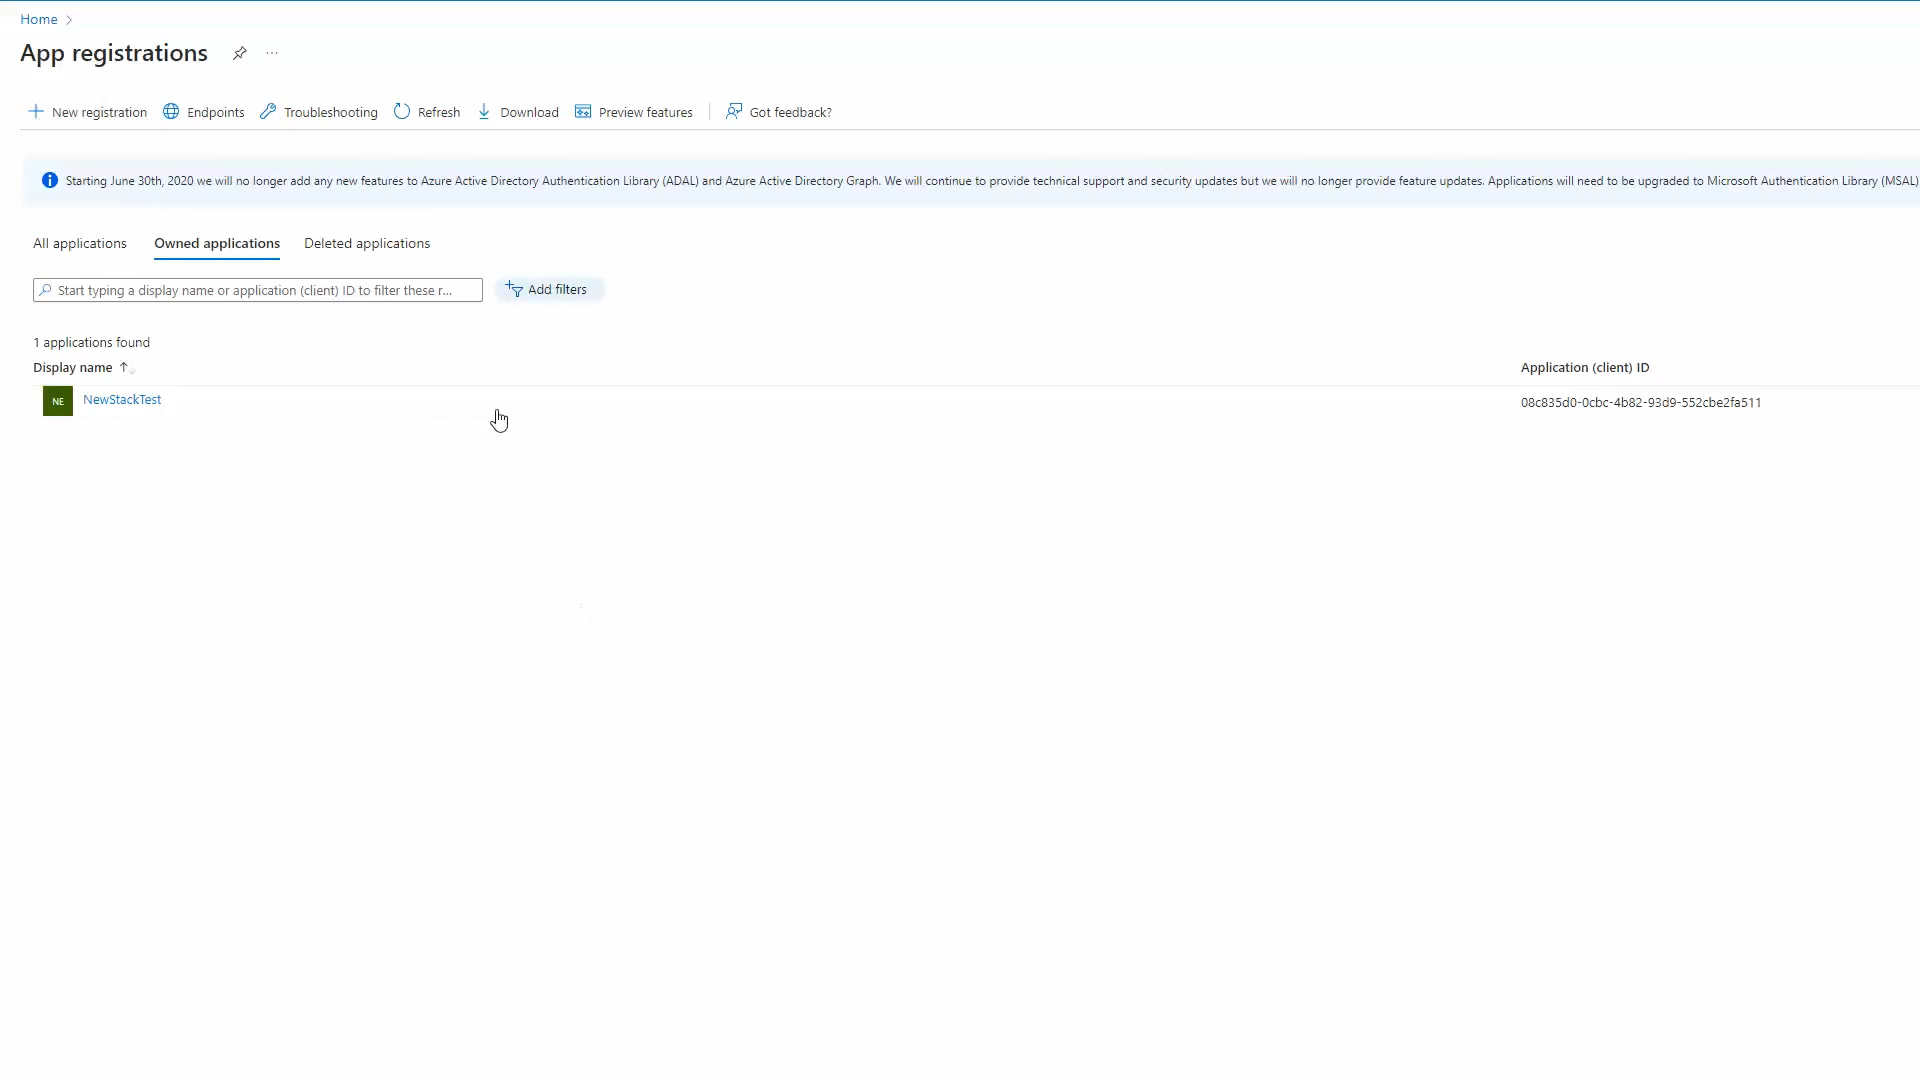 Home
App registrations
New registration Endpoints Troubleshooting Refresh Download Preview features Got feedback?
Starting June 30th, 2020 we will no longer add any new features to Azure Active Directory Authentication Library (ADAL) and Azure Active Directory Graph. We will continue to provide technical support and security updates but we will no longer provide feature updates. Applications will need to be upgraded to Microsoft Authentication Library (MSAL)
All applications Owned applications Deleted applications
Start typing a display name or application (client) ID to filter these r... Add filters
1 applications found
Display name Application (client) ID
NE NewStackTest 08c835d0-0cbc-4b82-93d9-552cbe2fa511